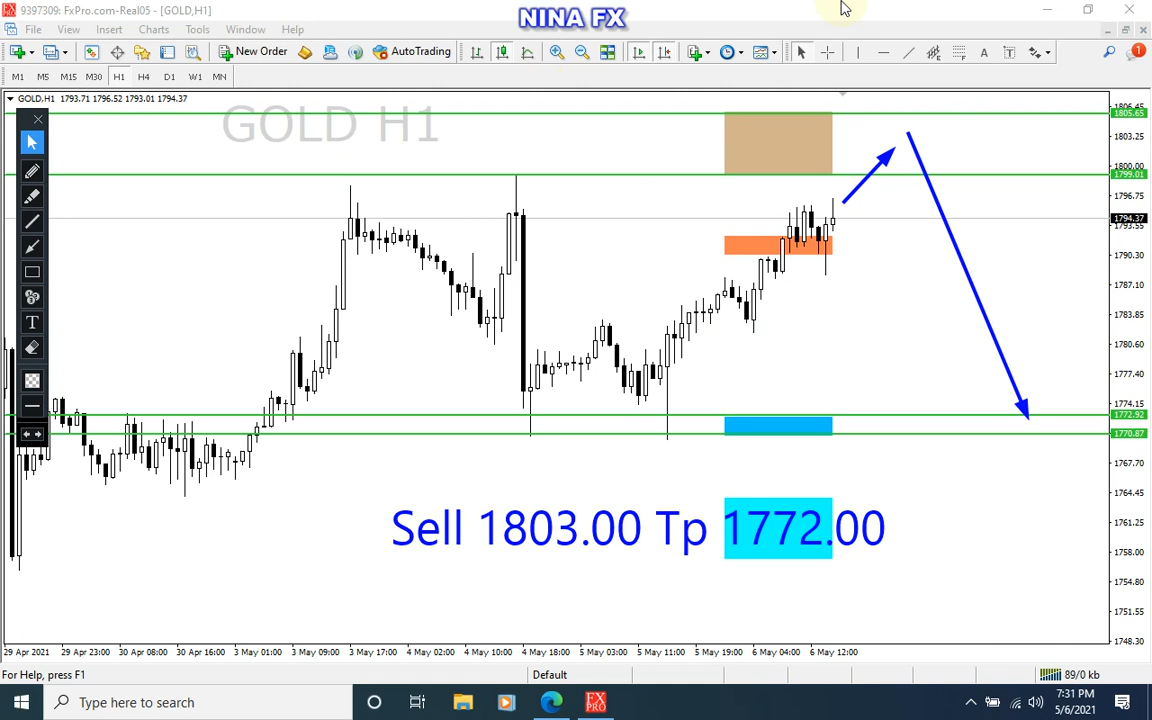 9397309: FxPro.com-Real05 - [GOLD,H1]
NINA FX
File View Insert Charts Tools Window Help
New Order AutoTrading
M1 M5 M15 M30 H1 H4 D1 W1 MN
GOLD,H1 1793.71 1796.52 1793.01 1794.37
GOLD H1
1806.45
1805.65
1803.25
1800.00
1799.01
1796.75
1794.37
1793.55
1790.30
1787.10
1783.85
1780.60
1777.40
1774.15
1772.92
1770.87
1767.70
1764.45
Sell 1803.00 Tp 1772.00
1761.25
1758.00
1754.80
1751.55
1748.30
29 Apr 2021 29 Apr 23:00 30 Apr 08:00 30 Apr 16:00 3 May 01:00 3 May 09:00 3 May 17:00 4 May 02:00 4 May 10:00 4 May 18:00 5 May 03:00 5 May 11:00 5 May 19:00 6 May 04:00 6 May 12:00
For Help, press F1 Default 89/0 kb
Type here to search
7:31 PM
5/6/2021